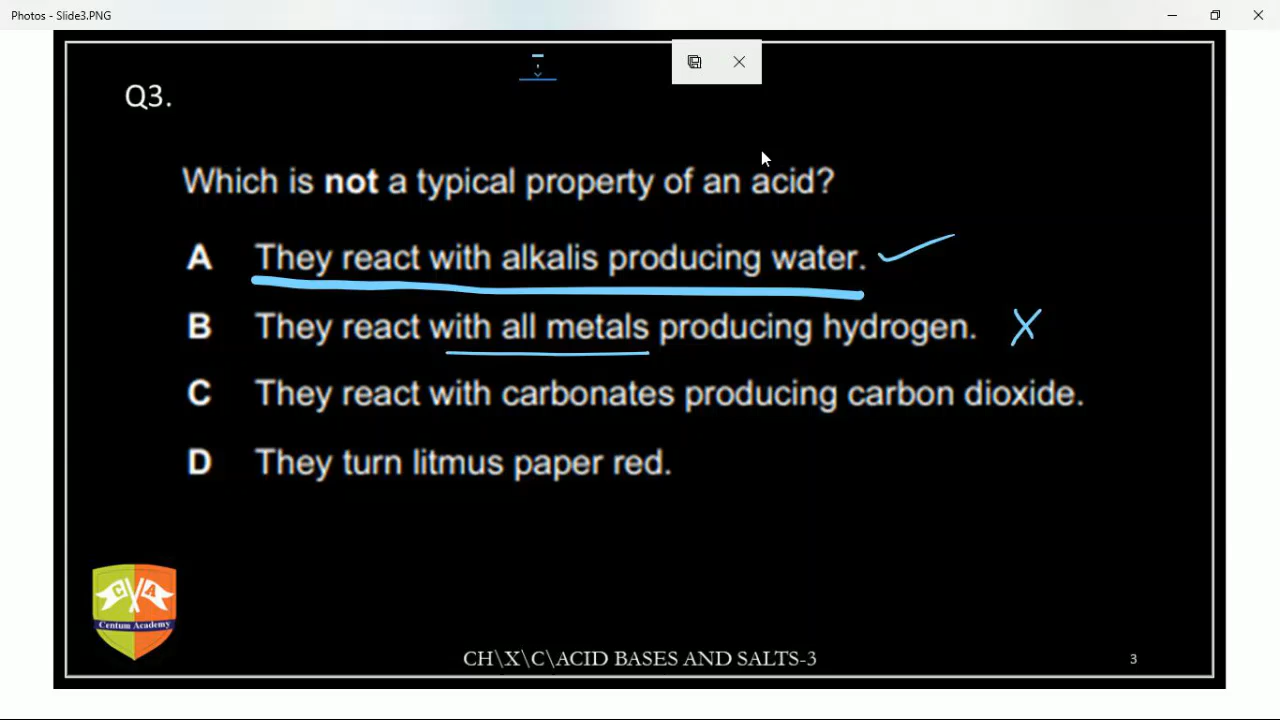 Photos - Slide3.PNG
Q3.
Which is not a typical property of an acid?
A They react with alkalis producing water.
B They react with all metals producing hydrogen.
C They react with carbonates producing carbon dioxide.
D They turn litmus paper red.
C A
Centum Academy
CH\X\C\ACID BASES AND SALTS-3
3